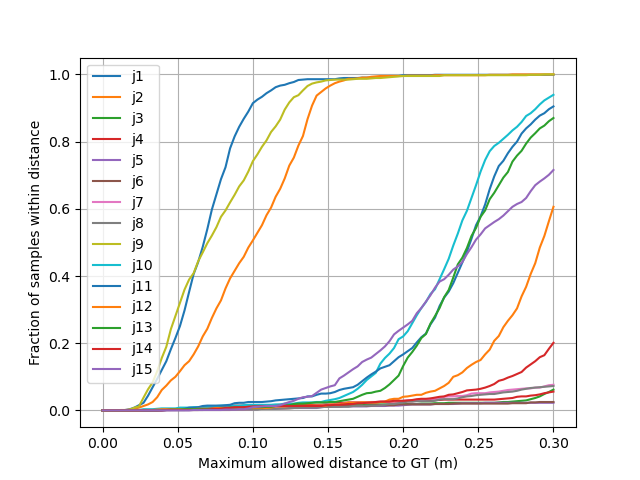 1.0
0.8
0.6
0.4
0.2
0.0
Fraction of samples within distance
j1
j2
j3
j4
j5
j6
j7
j8
j9
j10
j11
j12
j13
j14
j15
0.00 0.05 0.10 0.15 0.20 0.25 0.30
Maximum allowed distance to GT (m)